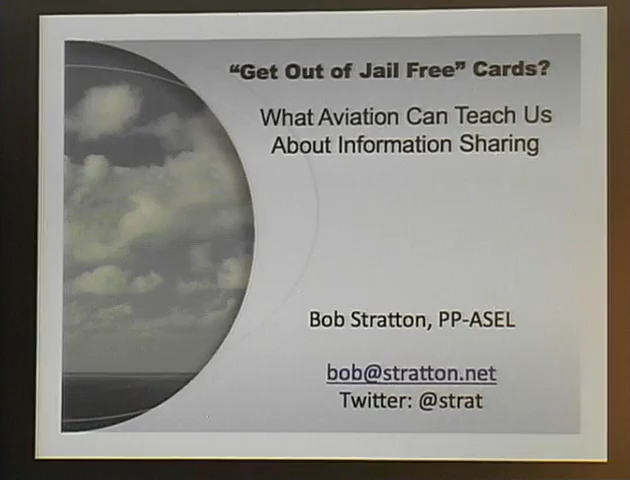 “Get Out of Jail Free” Cards?
What Aviation Can Teach Us
About Information Sharing
Bob Stratton, PP-ASEL
bob@stratton.net
Twitter: @strat